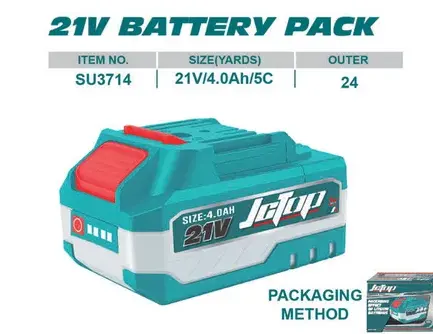 21V BATTERY PACK
ITEM NO. SIZE(YARDS) OUTER
SU3714 21V/4.0Ah/5C 24
SIZE:4.0AH
21V
JcTop
PACKAGING
METHOD
JcTop